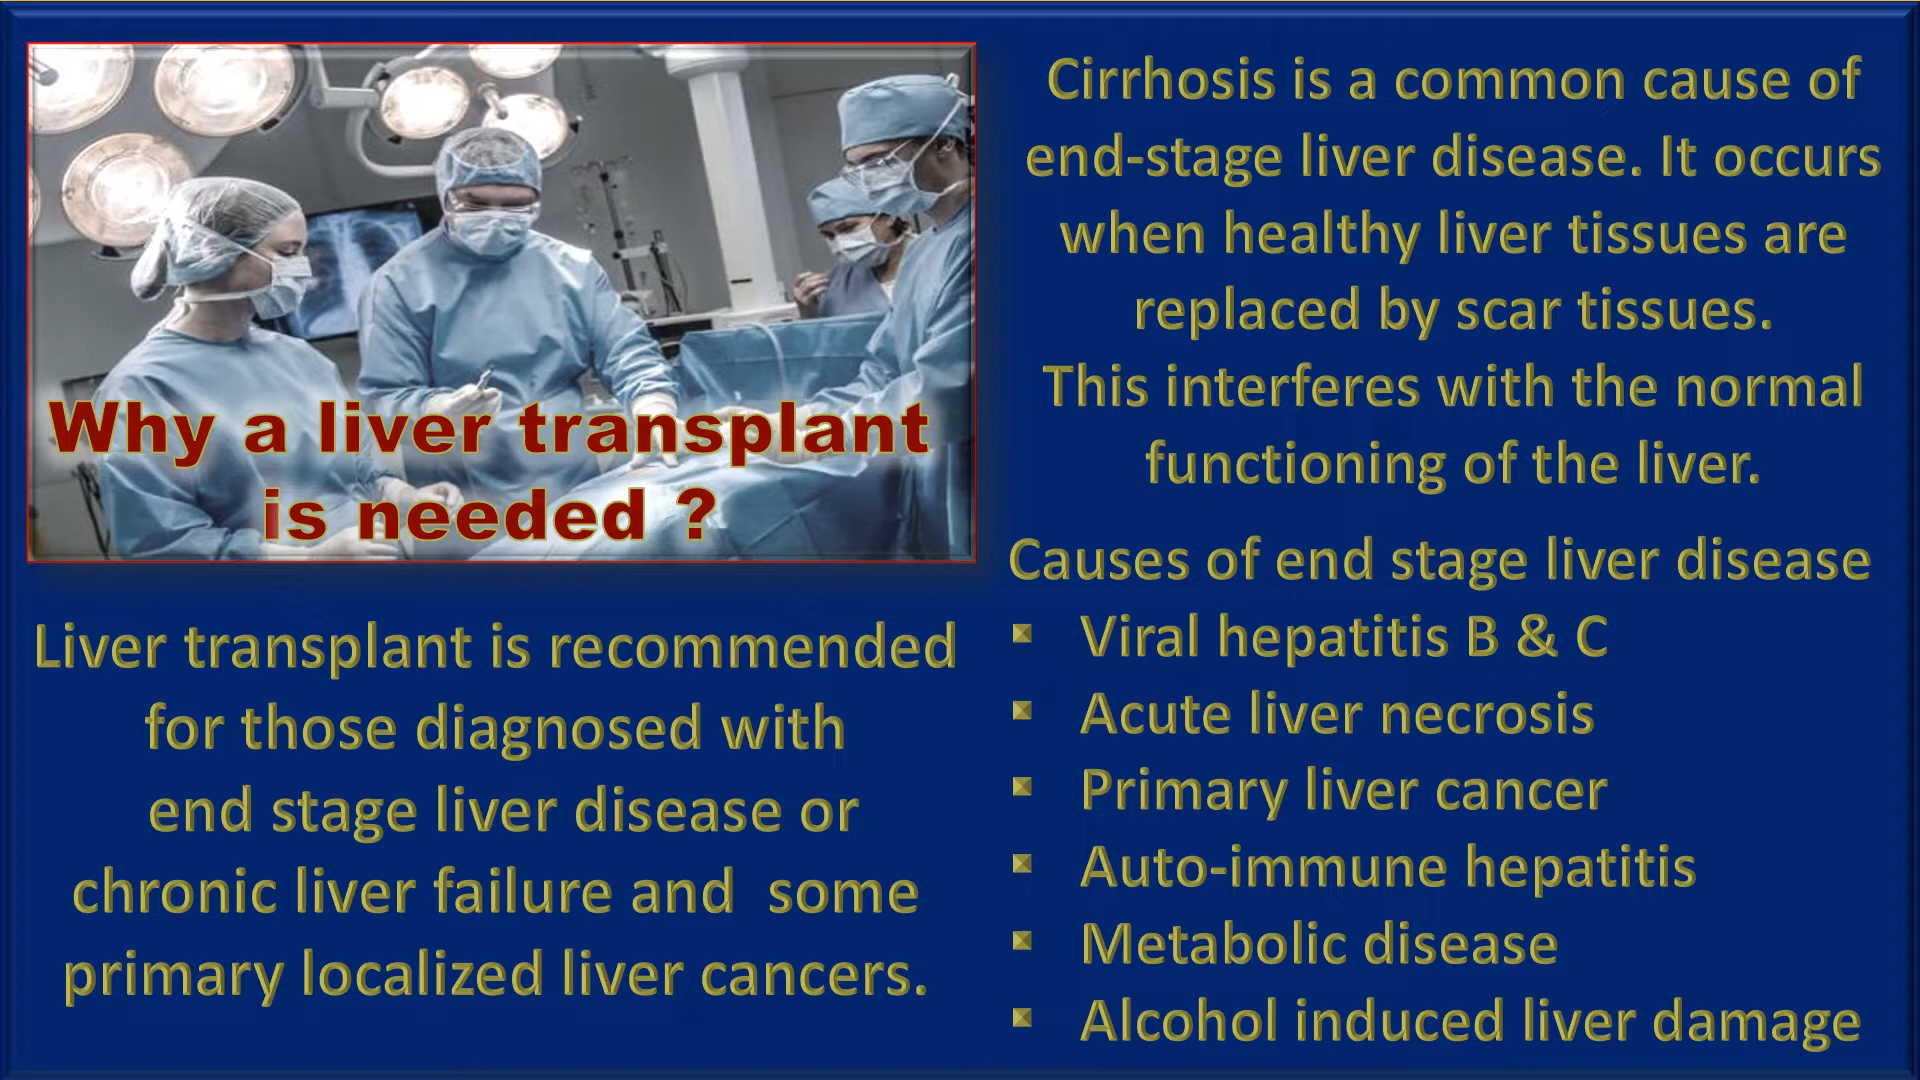 Why a liver transplant
is needed ?
Liver transplant is recommended
for those diagnosed with
end stage liver disease or
chronic liver failure and  some
primary localized liver cancers.
Cirrhosis is a common cause of
end-stage liver disease. It occurs
when healthy liver tissues are
replaced by scar tissues.
This interferes with the normal
functioning of the liver.
Causes of end stage liver disease
▪ Viral hepatitis B & C
▪ Acute liver necrosis
▪ Primary liver cancer
▪ Auto-immune hepatitis
▪ Metabolic disease
▪ Alcohol induced liver damage